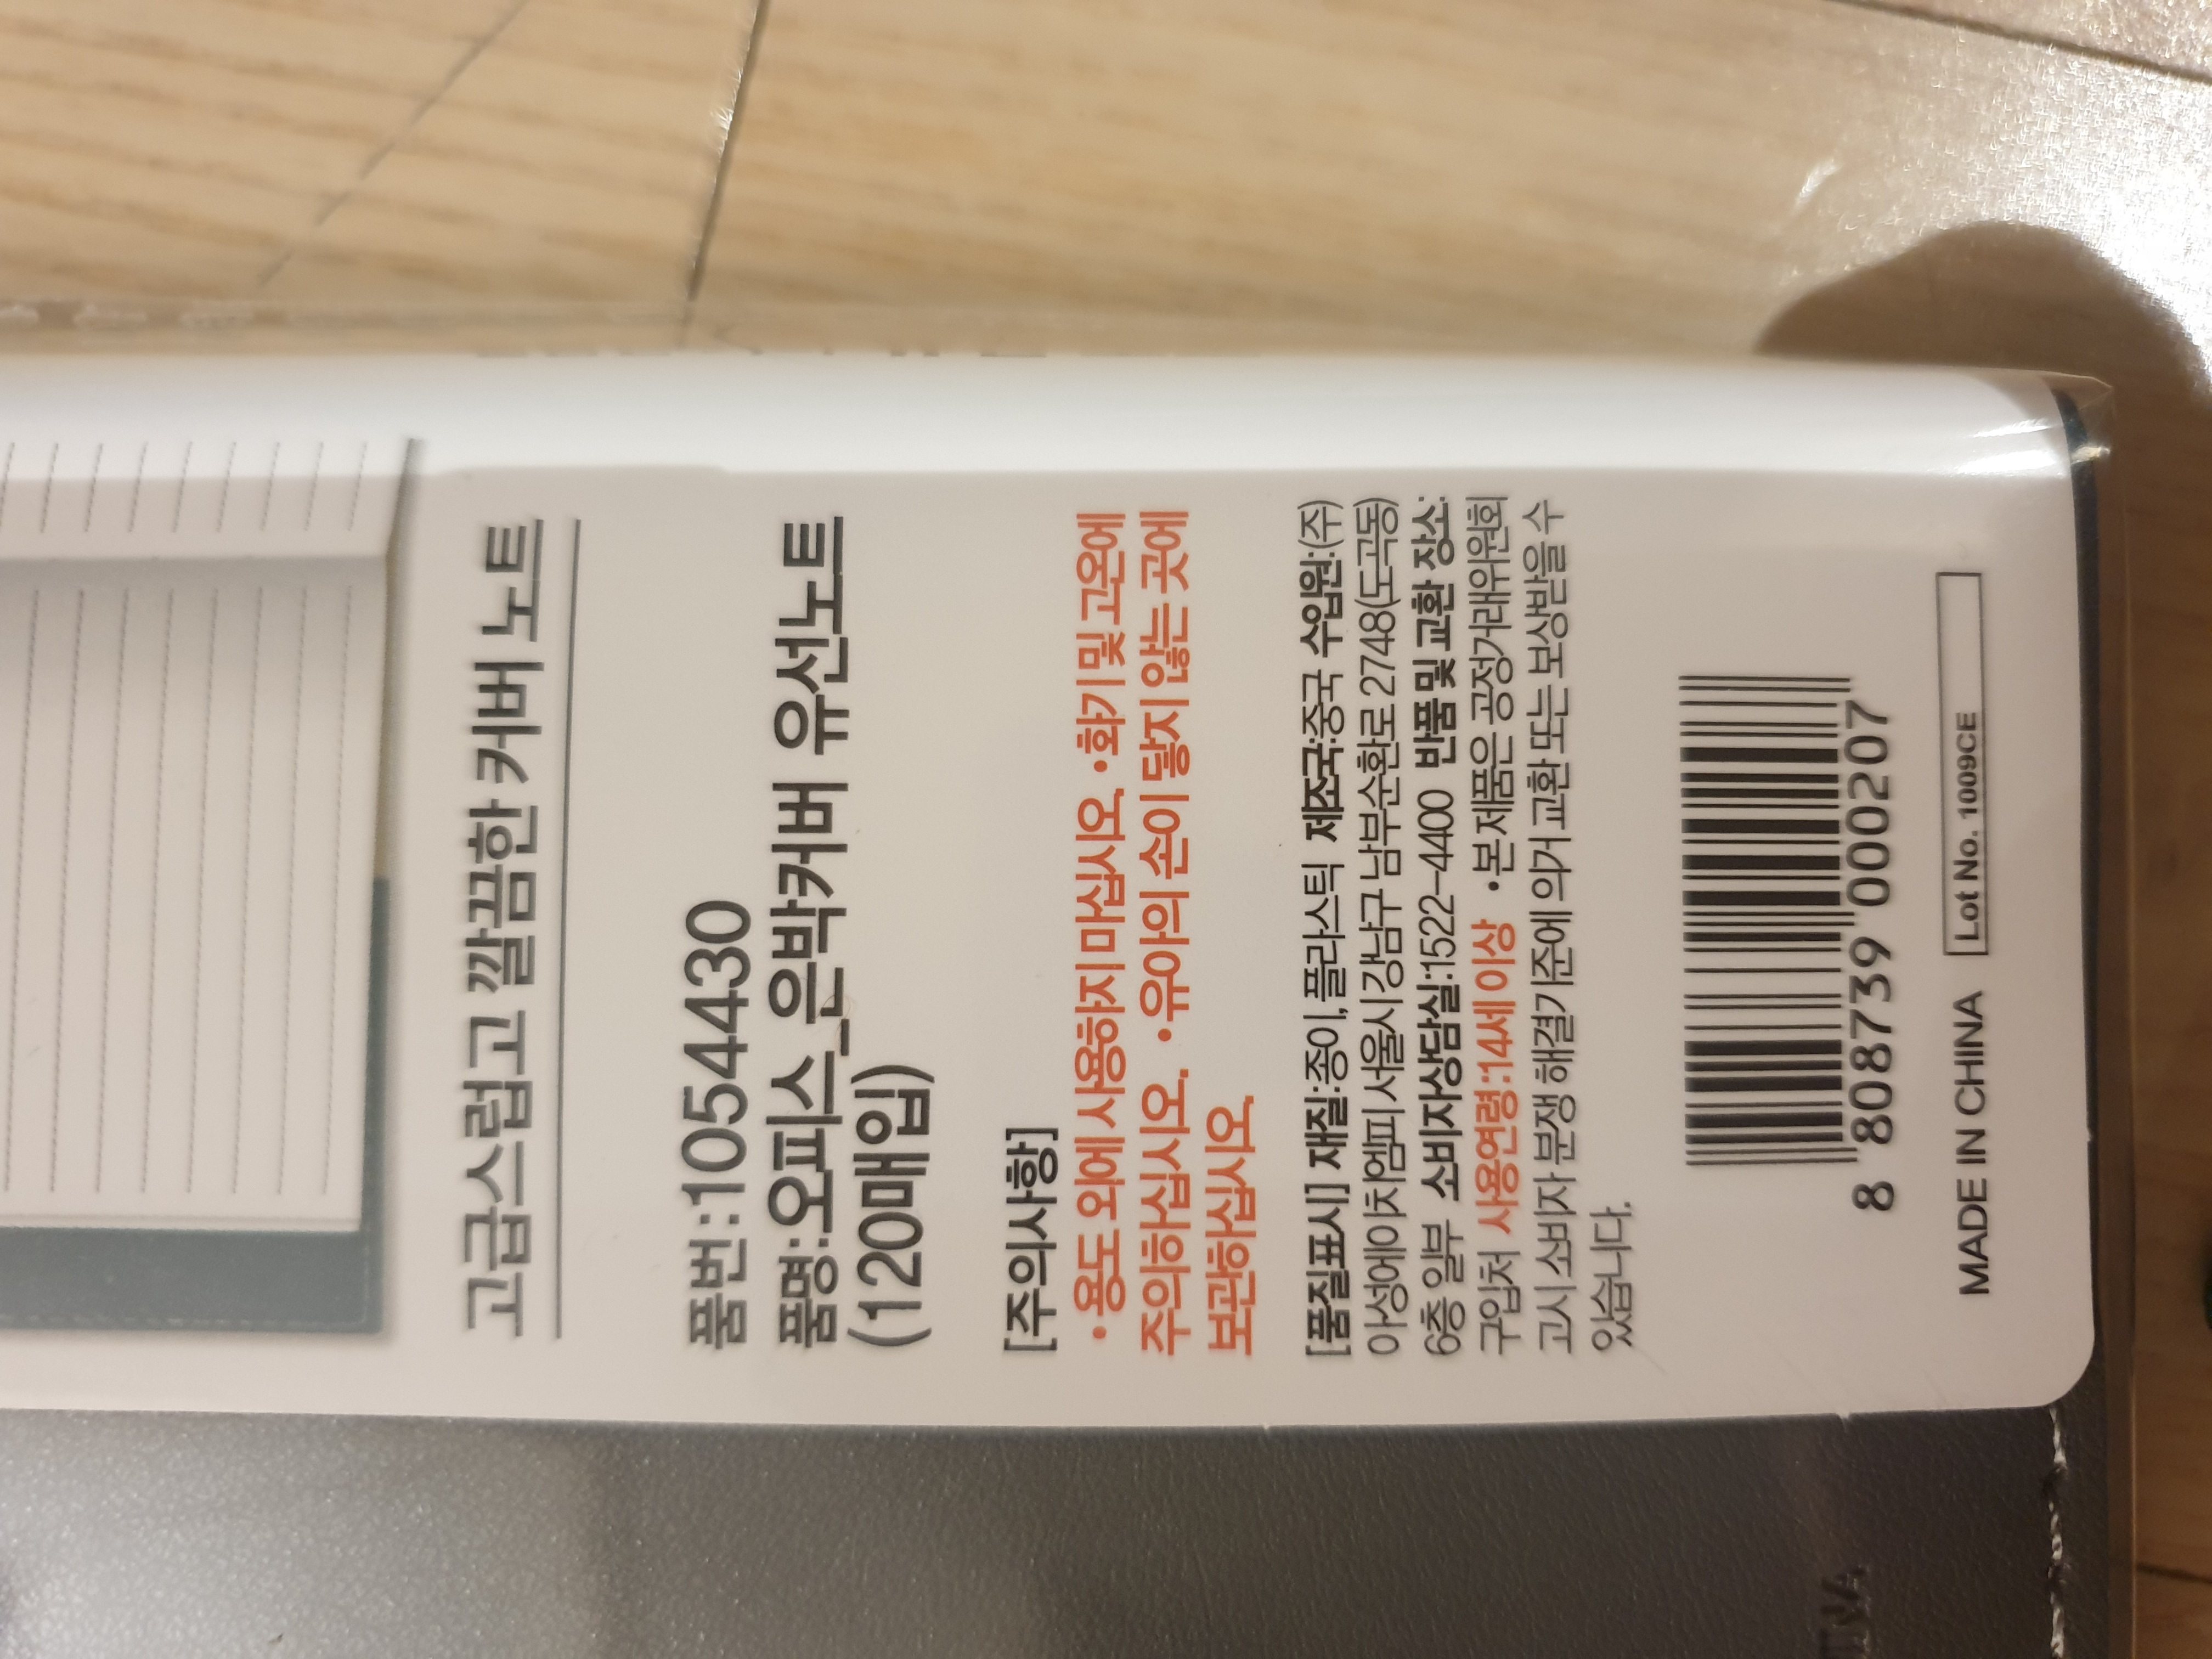 고급스럽고 깔끔한 커버 노트
품번:1054430
품명:오피스_은박커버 유선노트
(120매입)
[주의사항]
•용도 외에 사용하지 마십시오. •화기 및 고온에
주의하십시오. •유아의 손이 닿지 않는 곳에
보관하십시오.
[품질표시] 재질:종이, 플라스틱 제조국:중국 수입원:(주)
아성에이치엠피 서울시 강남구 남부순환로 2748(도곡동)
6층 일부 소비자상담실:1522-4400 반품 및 교환 장소:
구입처 사용연령:14세 이상 •본 제품은 공정거래위원회
고시 소비자 분쟁 해결기준에 의거 교환 또는 보상받을 수
있습니다.
8 808739 000207
MADE IN CHINA Lot No. 1009CE